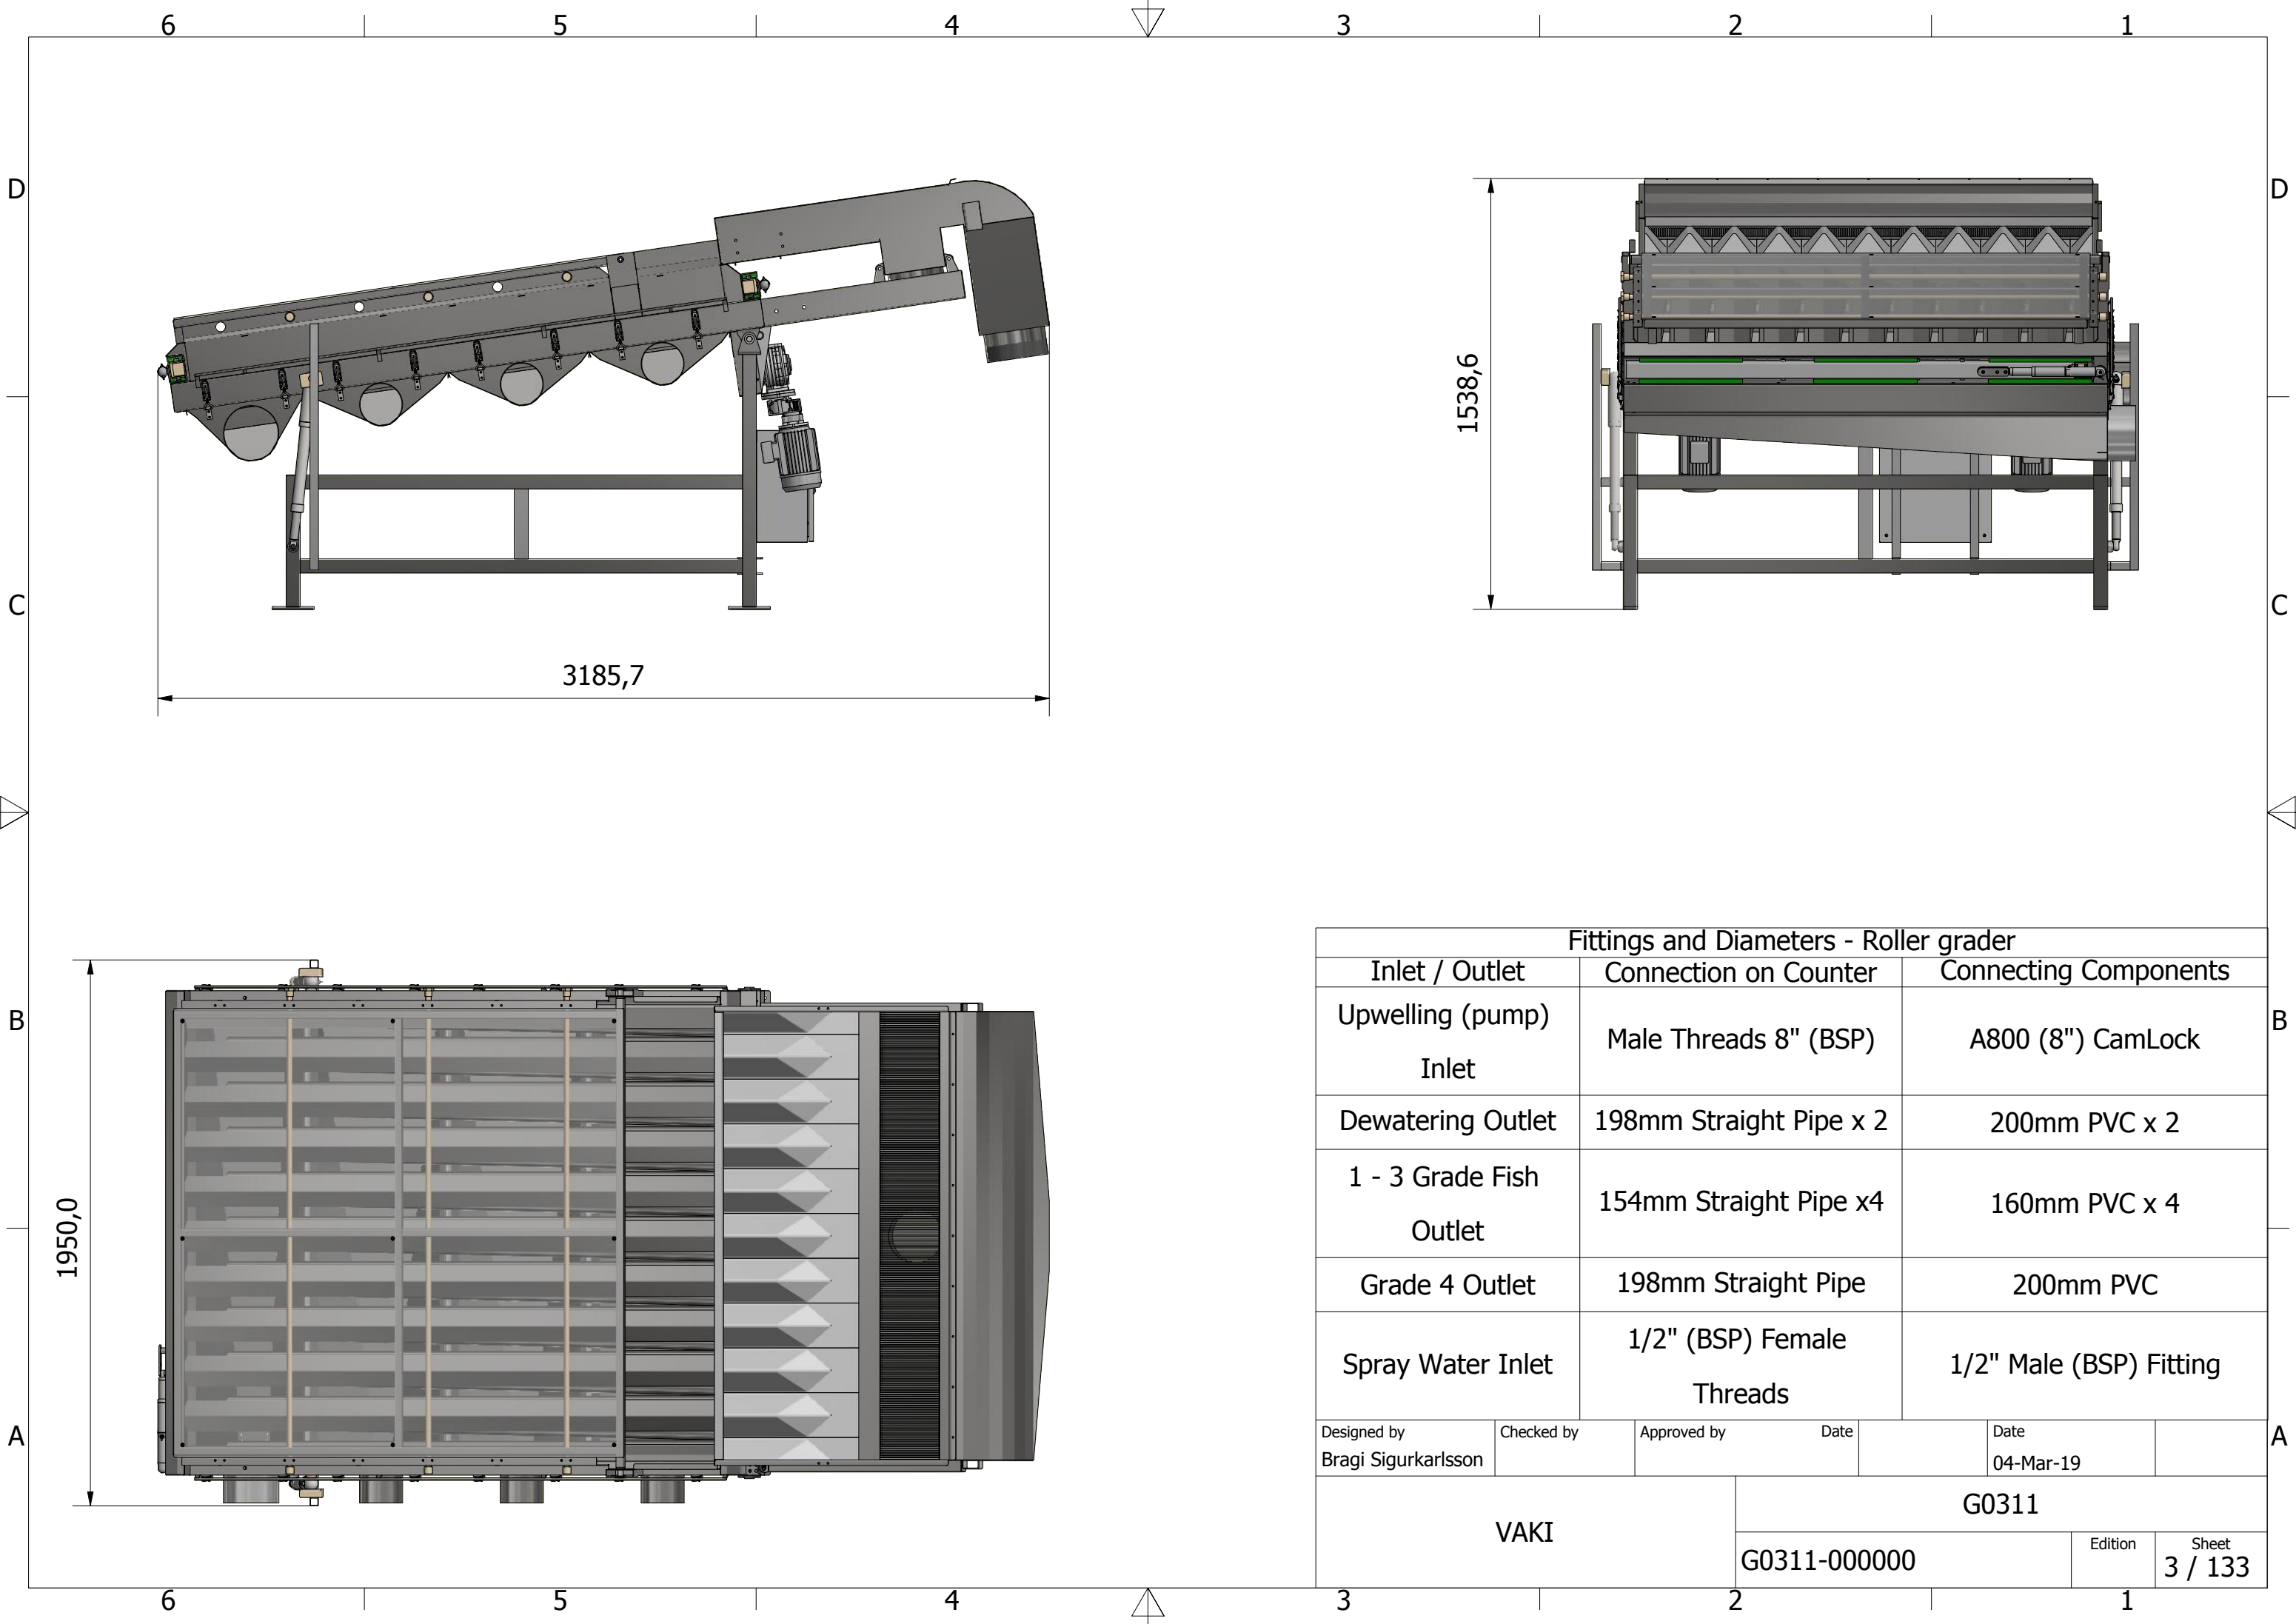 6 5 4 3 2 1
D D
1538,6
C C
3185,7
Fittings and Diameters - Roller grader
Inlet / Outlet Connection on Counter Connecting Components
Upwelling (pump)
Inlet
Male Threads 8" (BSP)
A800 (8") CamLock
Dewatering Outlet 198mm Straight Pipe x 2 200mm PVC x 2
1 - 3 Grade Fish
Outlet
154mm Straight Pipe x4
160mm PVC x 4
Grade 4 Outlet 198mm Straight Pipe 200mm PVC
Spray Water Inlet
1/2" (BSP) Female
Threads
1/2" Male (BSP) Fitting
B B
1950,0
A A
Designed by Checked by Approved by Date Date
Bragi Sigurkarlsson 04-Mar-19
VAKI
G0311
G0311-000000
Edition
Sheet
3 / 133
6 5 4 3 2 1